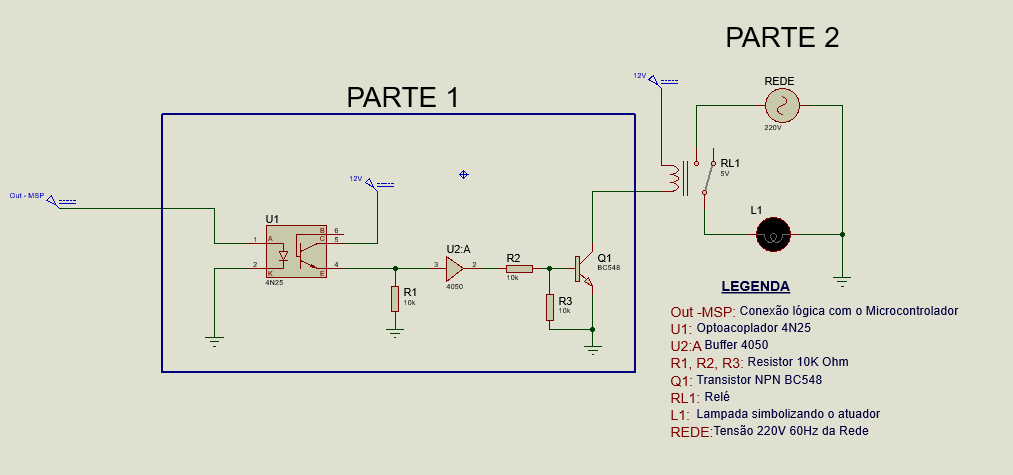 PARTE 2
12V
REDE
220V
PARTE 1
RL1
5V
12V
Out - MSP
L1
U1
A
K
B
C
E
1
2
6
5
4
4N25
U2:A
3
2
4050
R2
10k
Q1
BC548
R1
10k
R3
10k
LEGENDA
Out -MSP: Conexão lógica com o Microcontrolador
U1: Optoacoplador 4N25
U2:A Buffer 4050
R1, R2, R3: Resistor 10K Ohm
Q1: Transistor NPN BC548
RL1: Relé
L1: Lampada simbolizando o atuador
REDE:Tensão 220V 60Hz da Rede